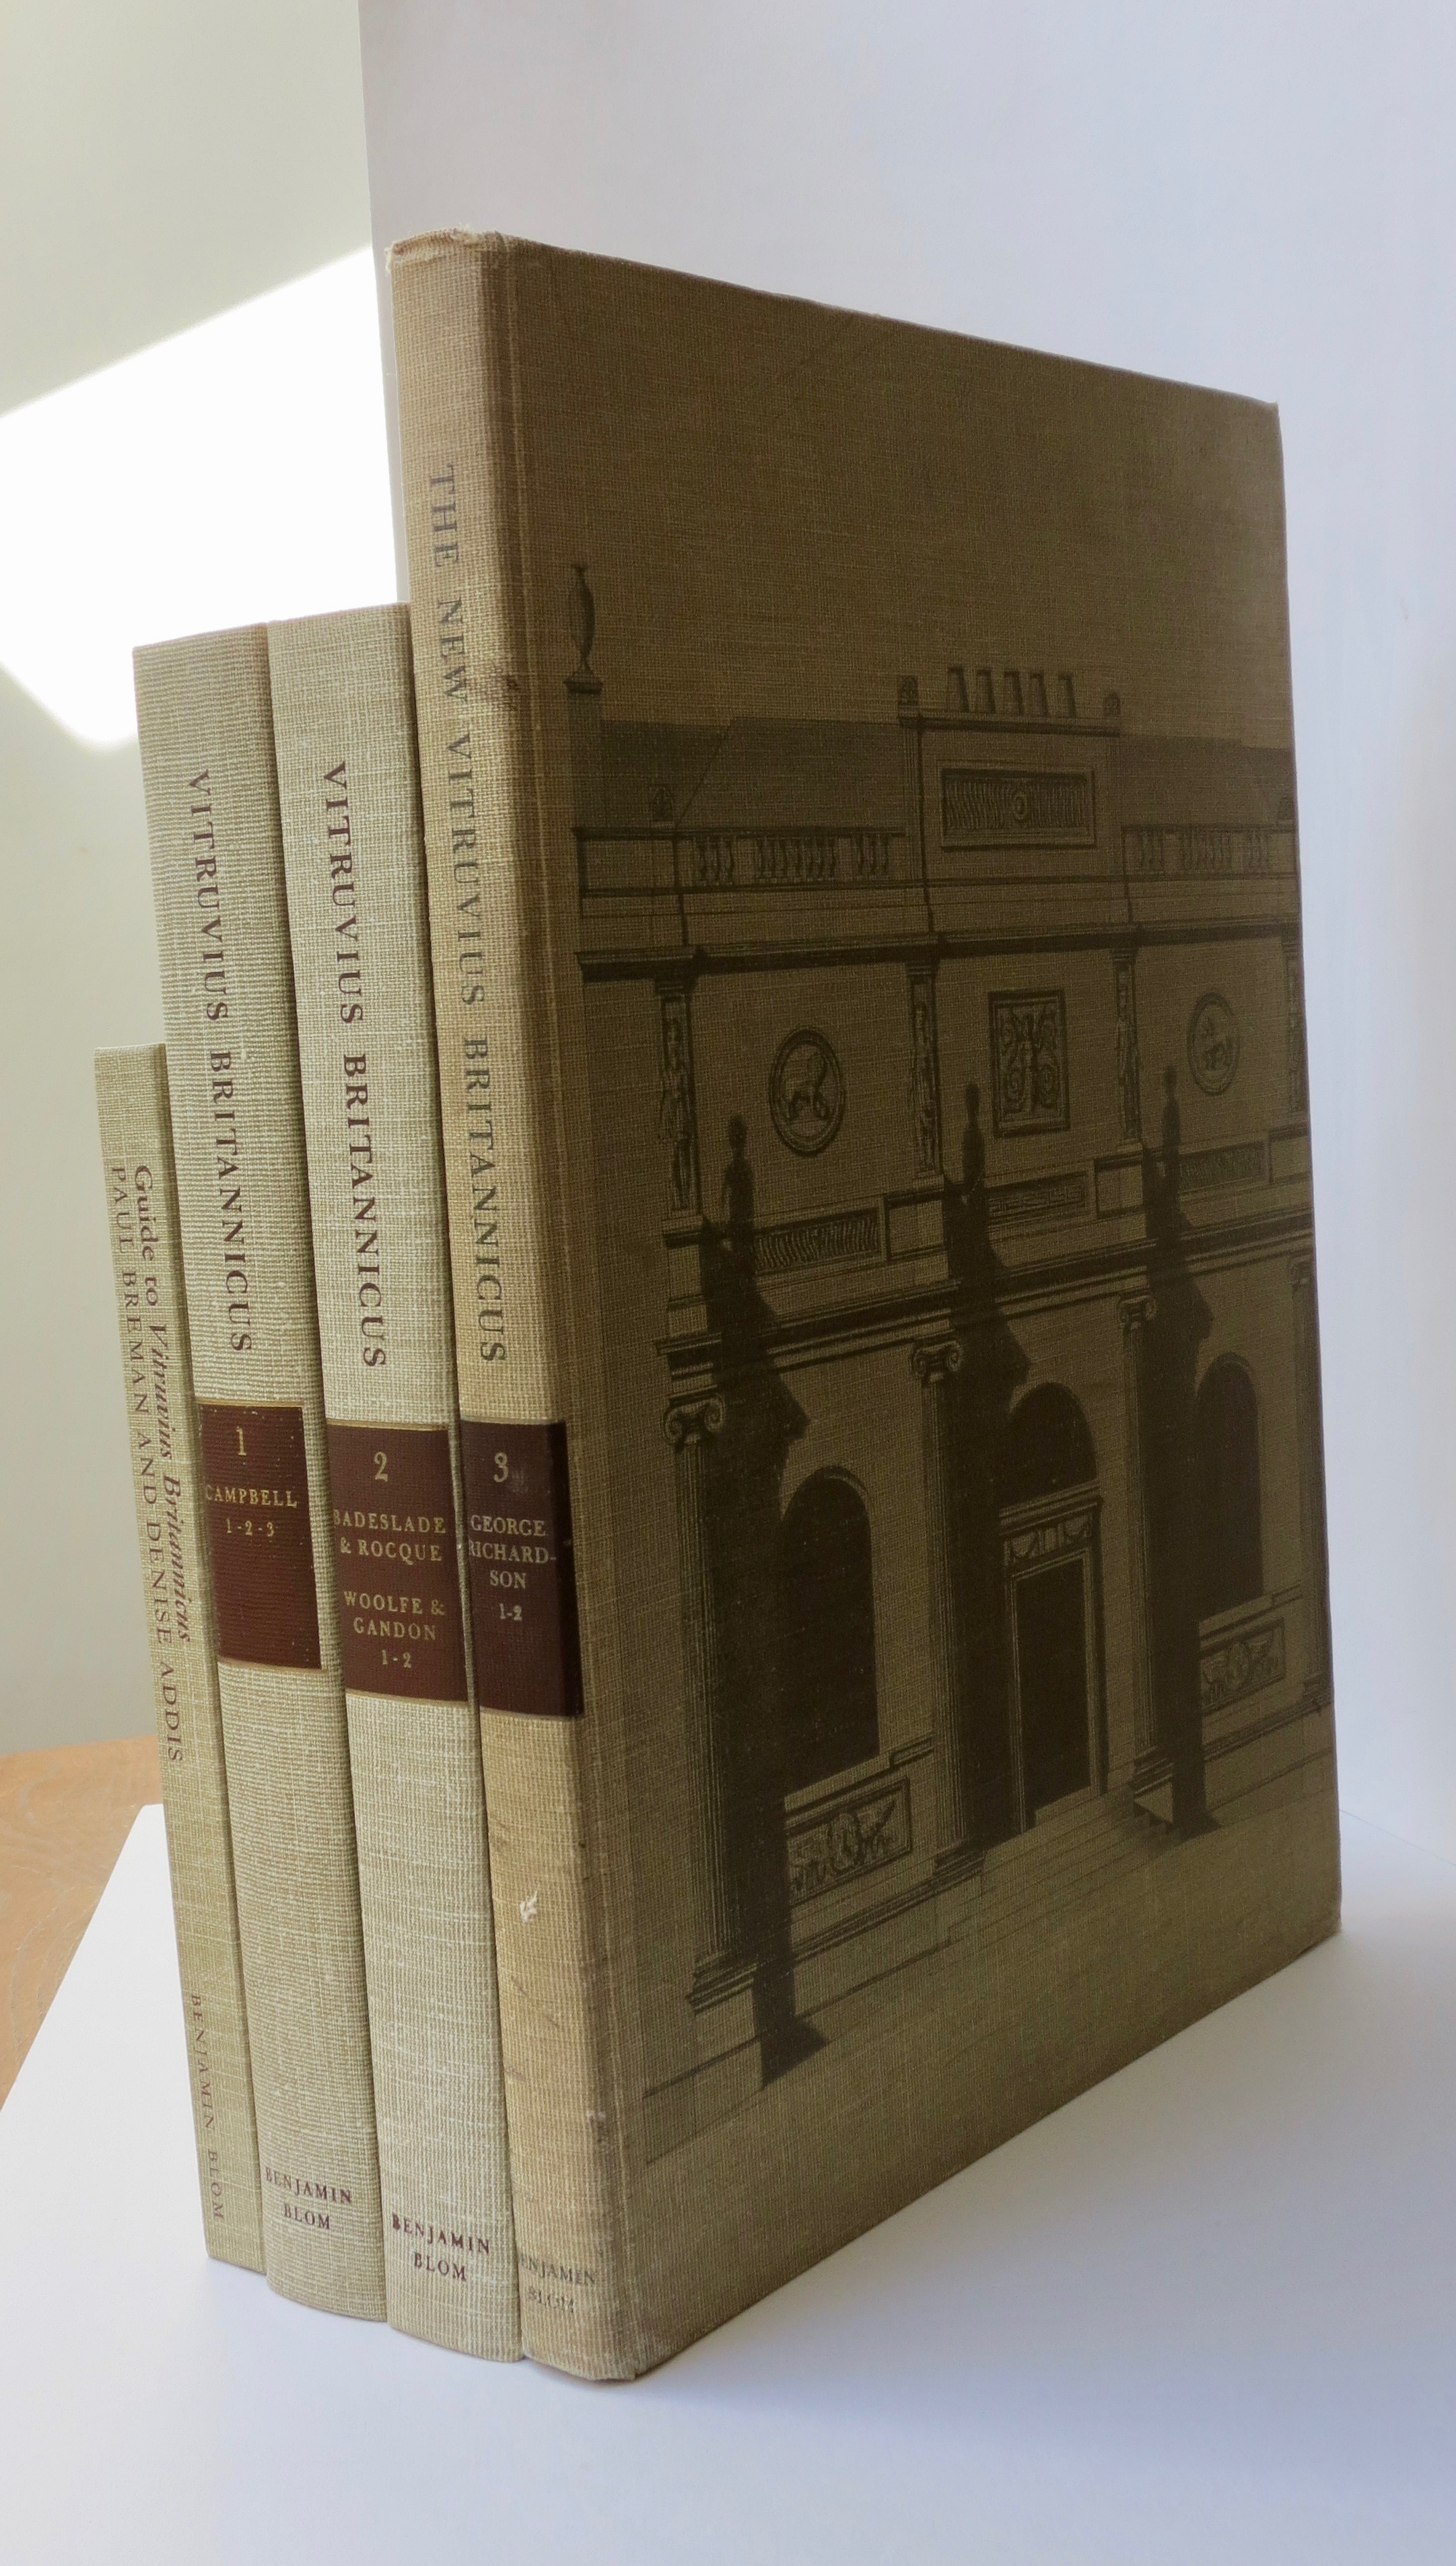 Guide to Vitruvius Britannicus
PAUL BREMAN AND DENISE ADDIS
BENJAMIN BLOM
VITRUVIUS BRITANNICUS
1
CAMPBELL
1-2-3
BENJAMIN
BLOM
VITRUVIUS BRITANNICUS
2
BADESLADE
& ROCQUE
WOOLFE &
GANDON
1-2
BENJAMIN
BLOM
THE NEW VITRUVIUS BRITANNICUS
3
GEORGE
RICHARD-
SON
1-2
BENJAMIN
BLOM